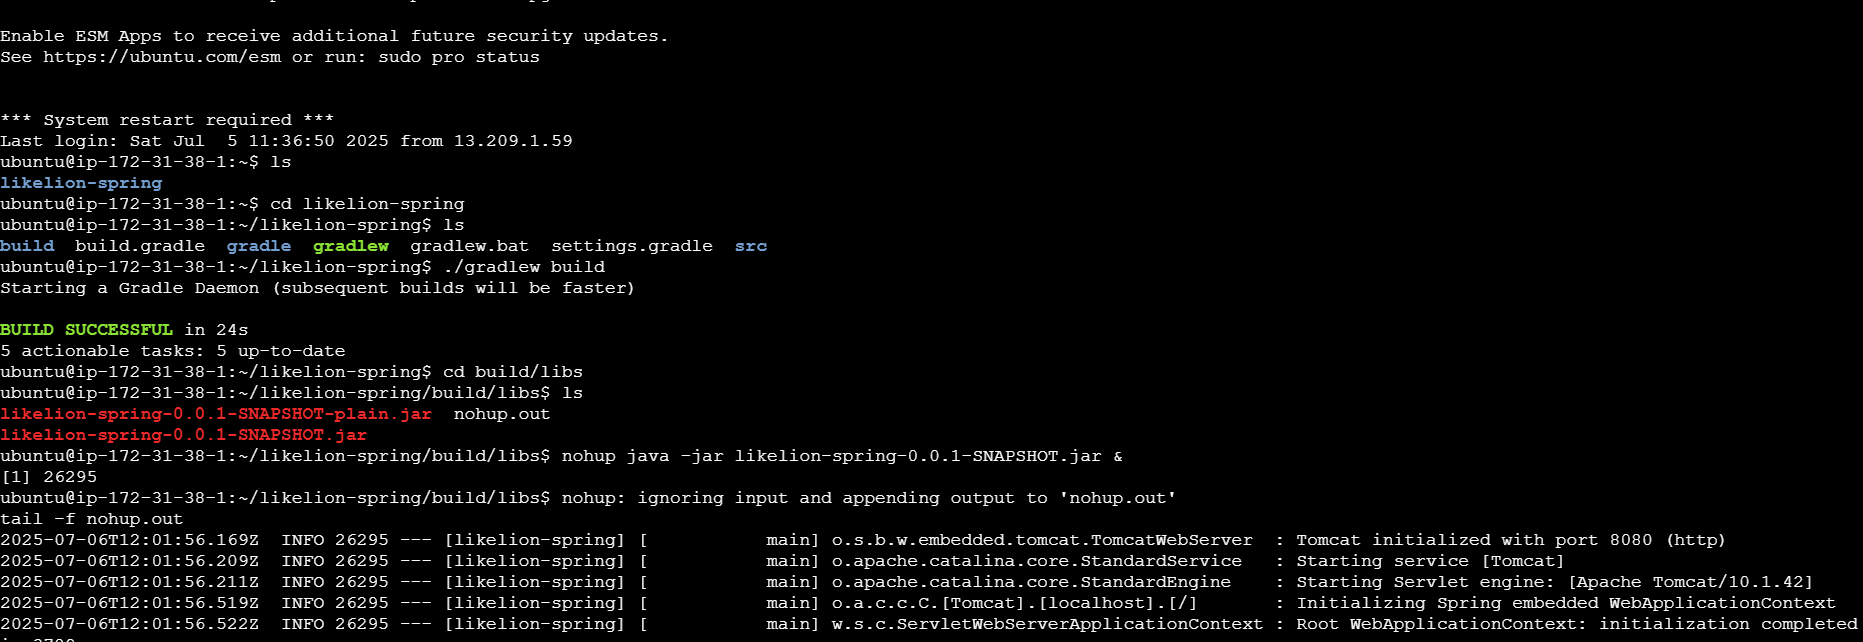 Enable ESM Apps to receive additional future security updates.
See https://ubuntu.com/esm or run: sudo pro status
*** System restart required ***
Last login: Sat Jul  5 11:36:50 2025 from 13.209.1.59
ubuntu@ip-172-31-38-1:~$ ls
likelion-spring
ubuntu@ip-172-31-38-1:~$ cd likelion-spring
ubuntu@ip-172-31-38-1:~/likelion-spring$ ls
build  build.gradle  gradle  gradlew  gradlew.bat  settings.gradle  src
ubuntu@ip-172-31-38-1:~/likelion-spring$ ./gradlew build
Starting a Gradle Daemon (subsequent builds will be faster)
BUILD SUCCESSFUL in 24s
5 actionable tasks: 5 up-to-date
ubuntu@ip-172-31-38-1:~/likelion-spring$ cd build/libs
ubuntu@ip-172-31-38-1:~/likelion-spring/build/libs$ ls
likelion-spring-0.0.1-SNAPSHOT-plain.jar  nohup.out
likelion-spring-0.0.1-SNAPSHOT.jar
ubuntu@ip-172-31-38-1:~/likelion-spring/build/libs$ nohup java -jar likelion-spring-0.0.1-SNAPSHOT.jar &
[1] 26295
ubuntu@ip-172-31-38-1:~/likelion-spring/build/libs$ nohup: ignoring input and appending output to 'nohup.out'
tail -f nohup.out
2025-07-06T12:01:56.169Z  INFO 26295 --- [likelion-spring] [           main] o.s.b.w.embedded.tomcat.TomcatWebServer  : Tomcat initialized with port 8080 (http)
2025-07-06T12:01:56.209Z  INFO 26295 --- [likelion-spring] [           main] o.apache.catalina.core.StandardService   : Starting service [Tomcat]
2025-07-06T12:01:56.211Z  INFO 26295 --- [likelion-spring] [           main] o.apache.catalina.core.StandardEngine    : Starting Servlet engine: [Apache Tomcat/10.1.42]
2025-07-06T12:01:56.519Z  INFO 26295 --- [likelion-spring] [           main] o.a.c.c.C.[Tomcat].[localhost].[/]       : Initializing Spring embedded WebApplicationContext
2025-07-06T12:01:56.522Z  INFO 26295 --- [likelion-spring] [           main] w.s.c.ServletWebServerApplicationContext : Root WebApplicationContext: initialization completed